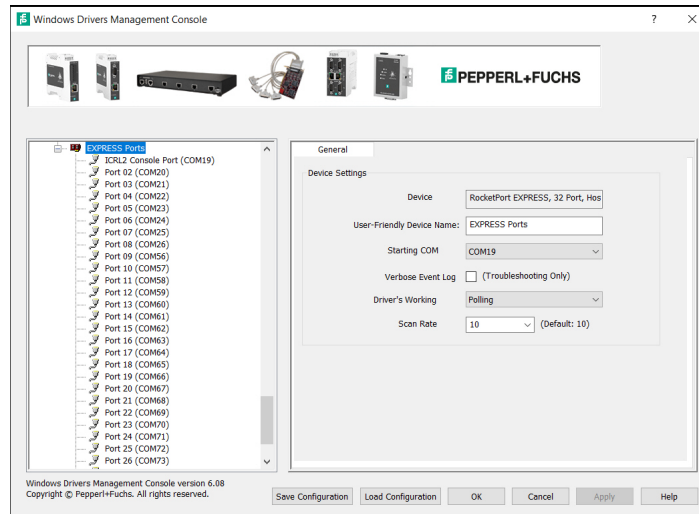 Windows Drivers Management Console
? ×
PEPPERL+FUCHS
EXPRESS Ports
ICRL2 Console Port (COM19)
Port 02 (COM20)
Port 03 (COM21)
Port 04 (COM22)
Port 05 (COM23)
Port 06 (COM24)
Port 07 (COM25)
Port 08 (COM26)
Port 09 (COM56)
Port 10 (COM57)
Port 11 (COM58)
Port 12 (COM59)
Port 13 (COM60)
Port 14 (COM61)
Port 15 (COM62)
Port 16 (COM63)
Port 17 (COM64)
Port 18 (COM65)
Port 19 (COM66)
Port 20 (COM67)
Port 21 (COM68)
Port 22 (COM69)
Port 23 (COM70)
Port 24 (COM71)
Port 25 (COM72)
Port 26 (COM73)
General
Device Settings
Device RocketPort EXPRESS, 32 Port, Hos
User-Friendly Device Name: EXPRESS Ports
Starting COM COM19
Verbose Event Log (Troubleshooting Only)
Driver's Working Polling
Scan Rate 10 (Default: 10)
Windows Drivers Management Console version 6.08
Copyright © Pepperl+Fuchs. All rights reserved.
Save Configuration Load Configuration OK Cancel Apply Help